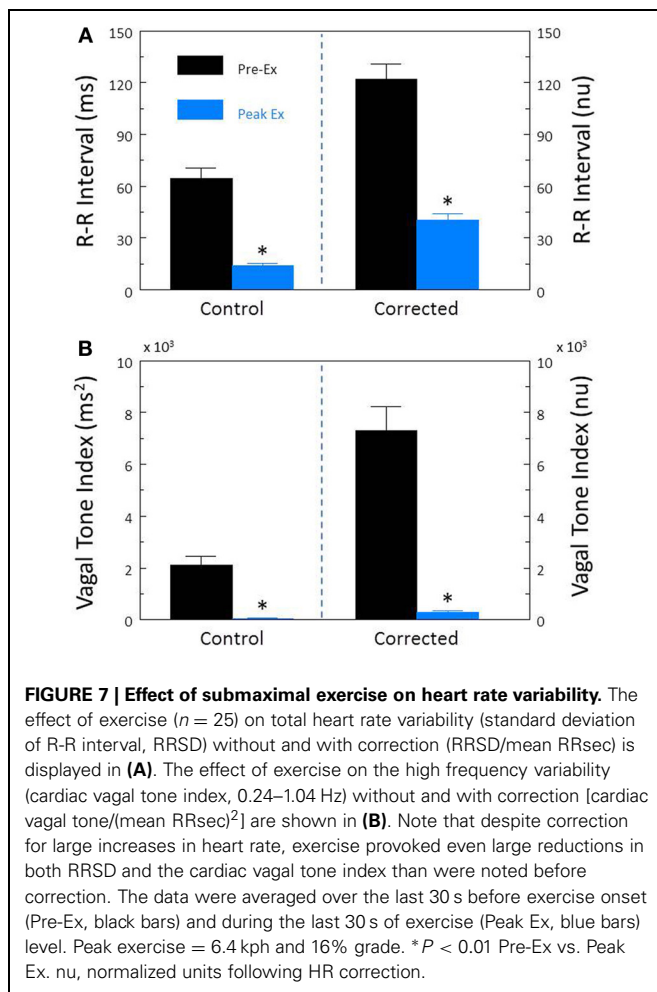 A
150
120
90
60
30
0
R-R Interval (ms)
Pre-Ex
Peak Ex
*
*
Control
Corrected
150
120
90
60
30
0
R-R Interval (nu)
B
x 10³
10
8
6
4
2
0
Vagal Tone Index (ms²)
*
*
Control
Corrected
x 10³
10
8
6
4
2
0
Vagal Tone Index (nu)
FIGURE 7 | Effect of submaximal exercise on heart rate variability. The
effect of exercise (n = 25) on total heart rate variability (standard deviation
of R-R interval, RRSD) without and with correction (RRSD/mean RRsec) is
displayed in (A). The effect of exercise on the high frequency variability
(cardiac vagal tone index, 0.24–1.04 Hz) without and with correction [cardiac
vagal tone/(mean RRsec)²] are shown in (B). Note that despite correction
for large increases in heart rate, exercise provoked even large reductions in
both RRSD and the cardiac vagal tone index than were noted before
correction. The data were averaged over the last 30 s before exercise onset
(Pre-Ex, black bars) and during the last 30 s of exercise (Peak Ex, blue bars)
level. Peak exercise = 6.4 kph and 16% grade. *P < 0.01 Pre-Ex vs. Peak
Ex. nu, normalized units following HR correction.